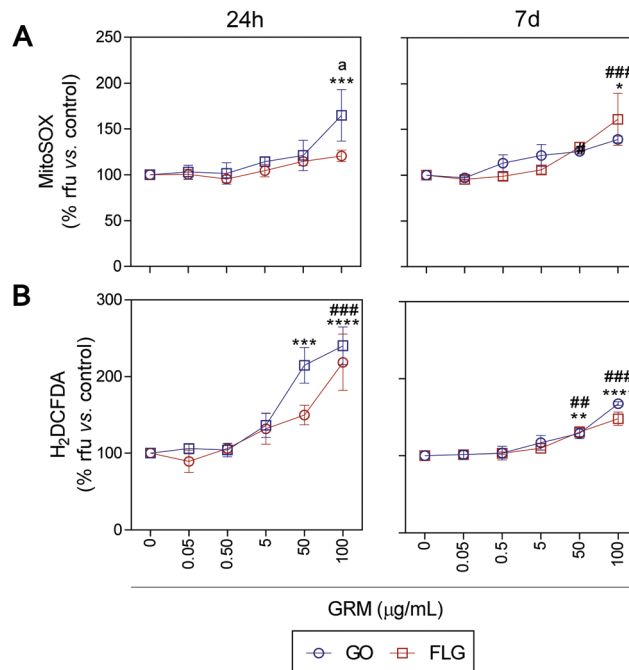 24h 7d
A
MitoSOX
(% rfu vs. control)
200
150
100
50
0
a
***
###
*
#
B
H₂DCFDA
(% rfu vs. control)
300
200
100
0
***
###
****
##
**
###
****
0 0.05 0.50 5 50 100
0 0.05 0.5 5 50 100
GRM (µg/mL)
GO FLG